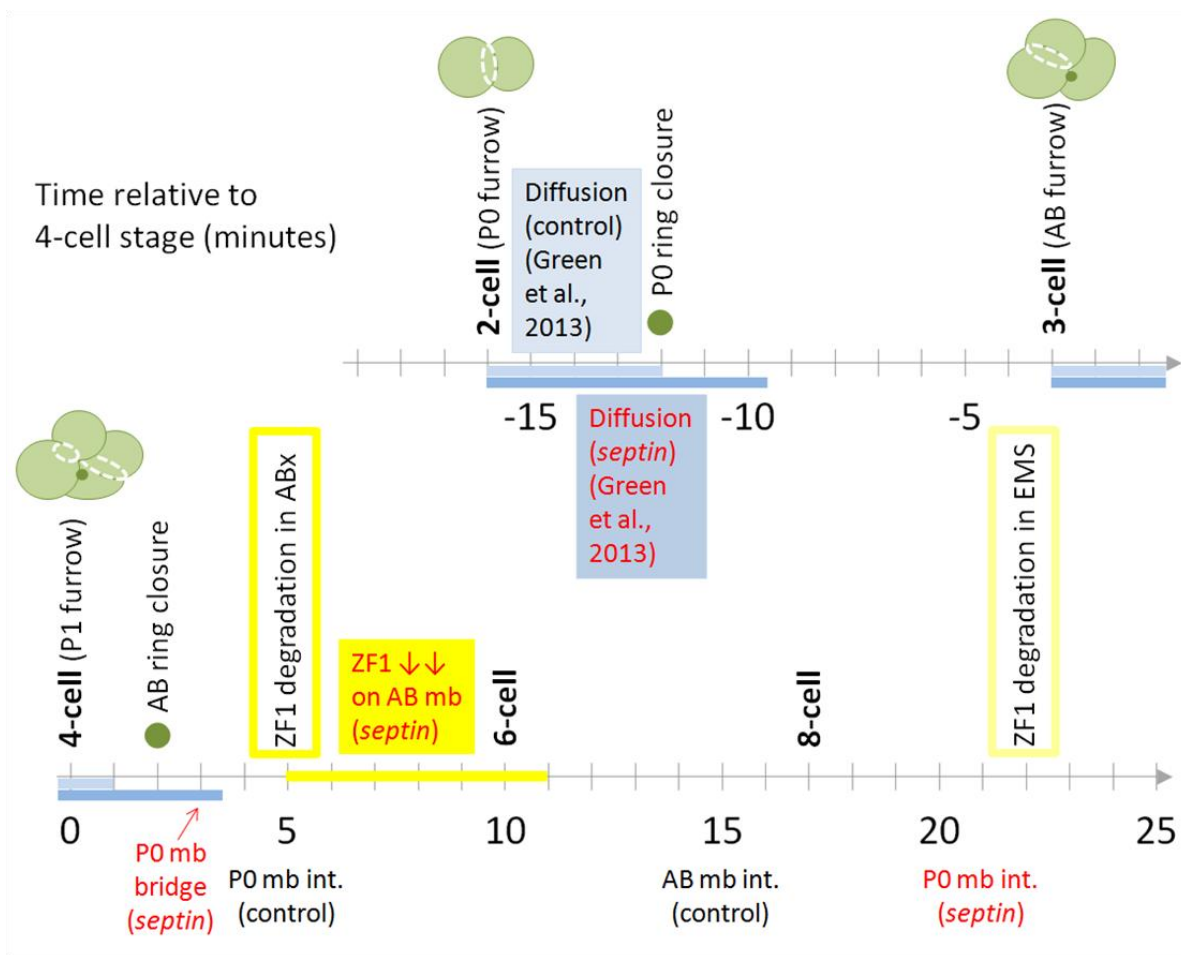 Time relative to
4-cell stage (minutes)
2-cell (P0 furrow)
Diffusion
(control)
(Green
et al.,
2013)
P0 ring closure
3-cell (AB furrow)
-15
-10
-5
Diffusion
(septin)
(Green
et al.,
2013)
4-cell (P1 furrow)
AB ring closure
ZF1 degradation in ABx
ZF1 ↓↓
on AB mb
(septin)
6-cell
8-cell
ZF1 degradation in EMS
0
5
10
15
20
25
P0 mb
bridge
(septin)
P0 mb int.
(control)
AB mb int.
(control)
P0 mb int.
(septin)